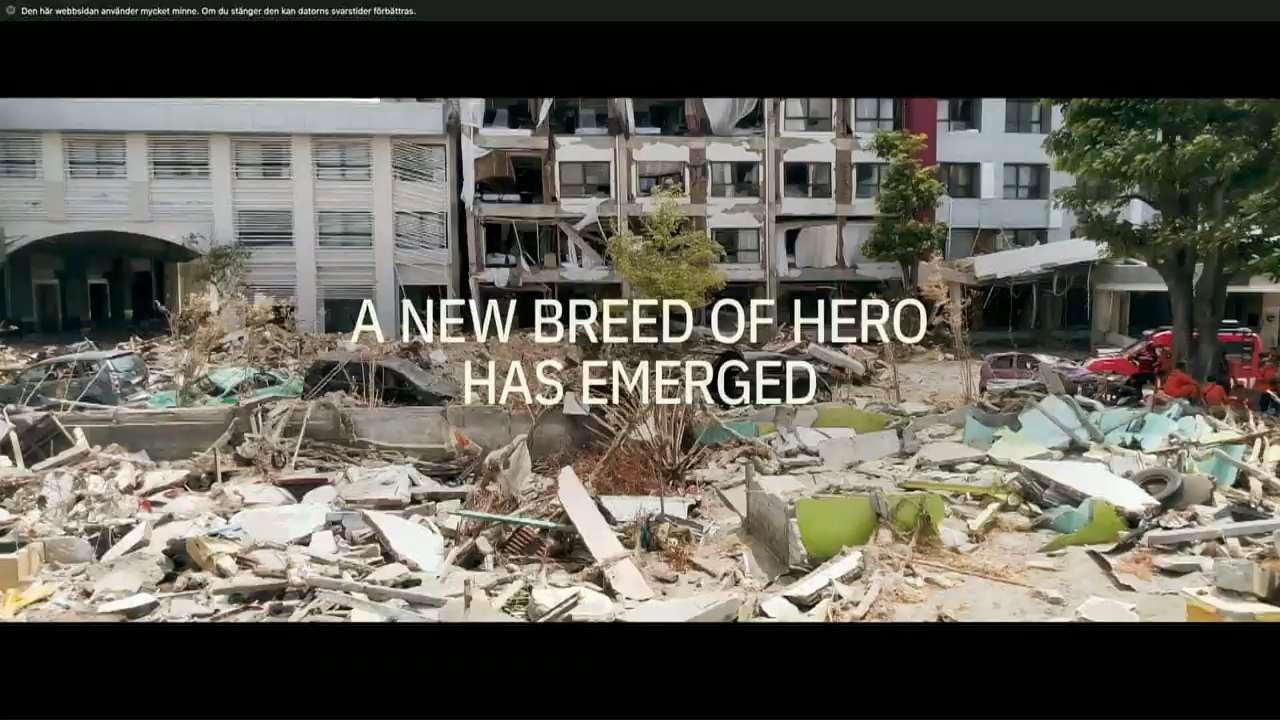 Den här webbsidan använder mycket minne. Om du stänger den kan datorns svarstider förbättras.
A NEW BREED OF HERO
HAS EMERGED